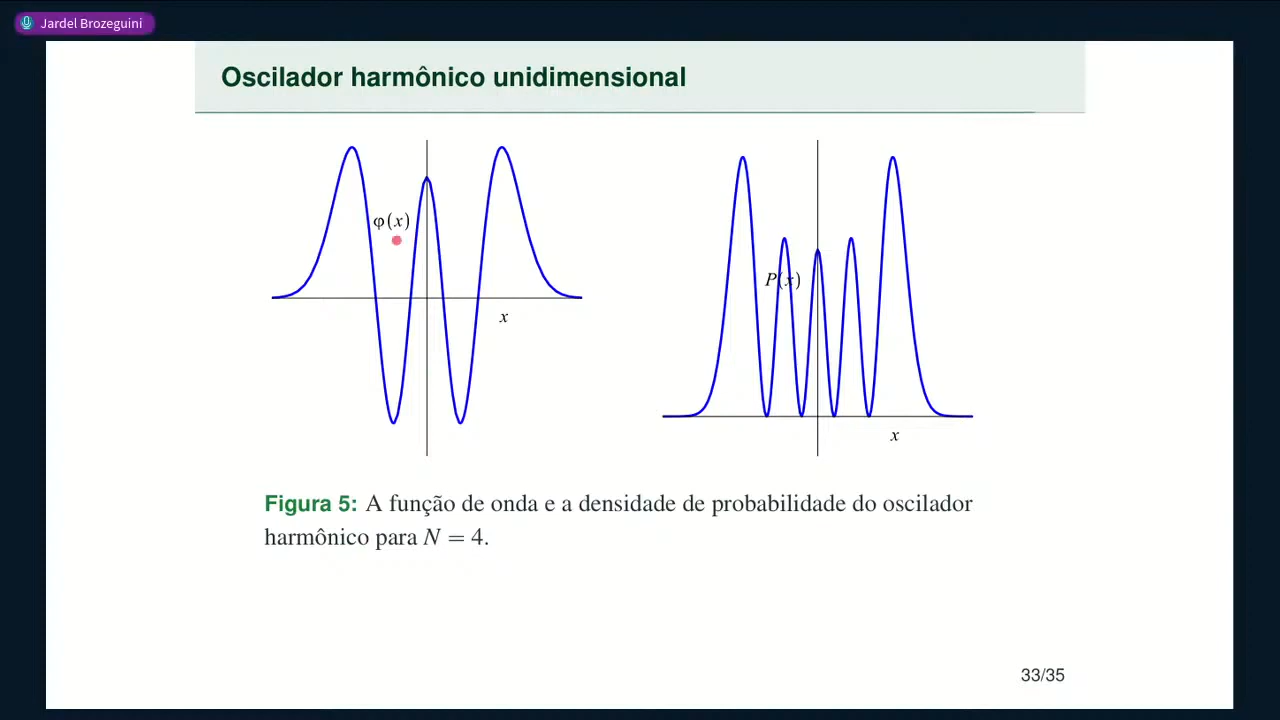 Jardel Brozeguini
Oscilador harmônico unidimensional
φ(x)
x
P(x)
x
Figura 5: A função de onda e a densidade de probabilidade do oscilador
harmônico para N = 4.
33/35